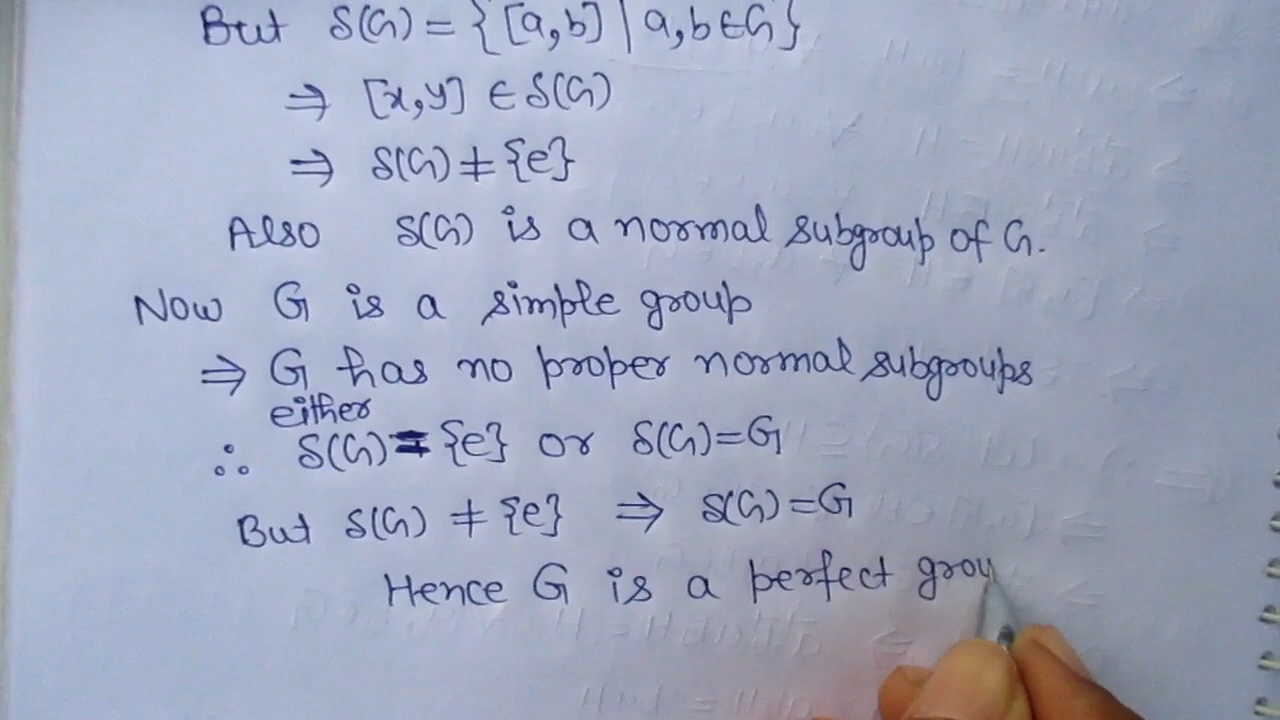 But δ(G) = {[a,b] | a,b∈G}
⇒ [x,y] ∈ δ(G)
⇒ δ(G) ≠ {e}
Also δ(G) is a normal subgroup of G.
Now G is a simple group
⇒ G has no proper normal subgroups
either
∴ δ(G) = {e} or δ(G)=G
But δ(G) ≠ {e} ⇒ δ(G)=G
Hence G is a perfect grou